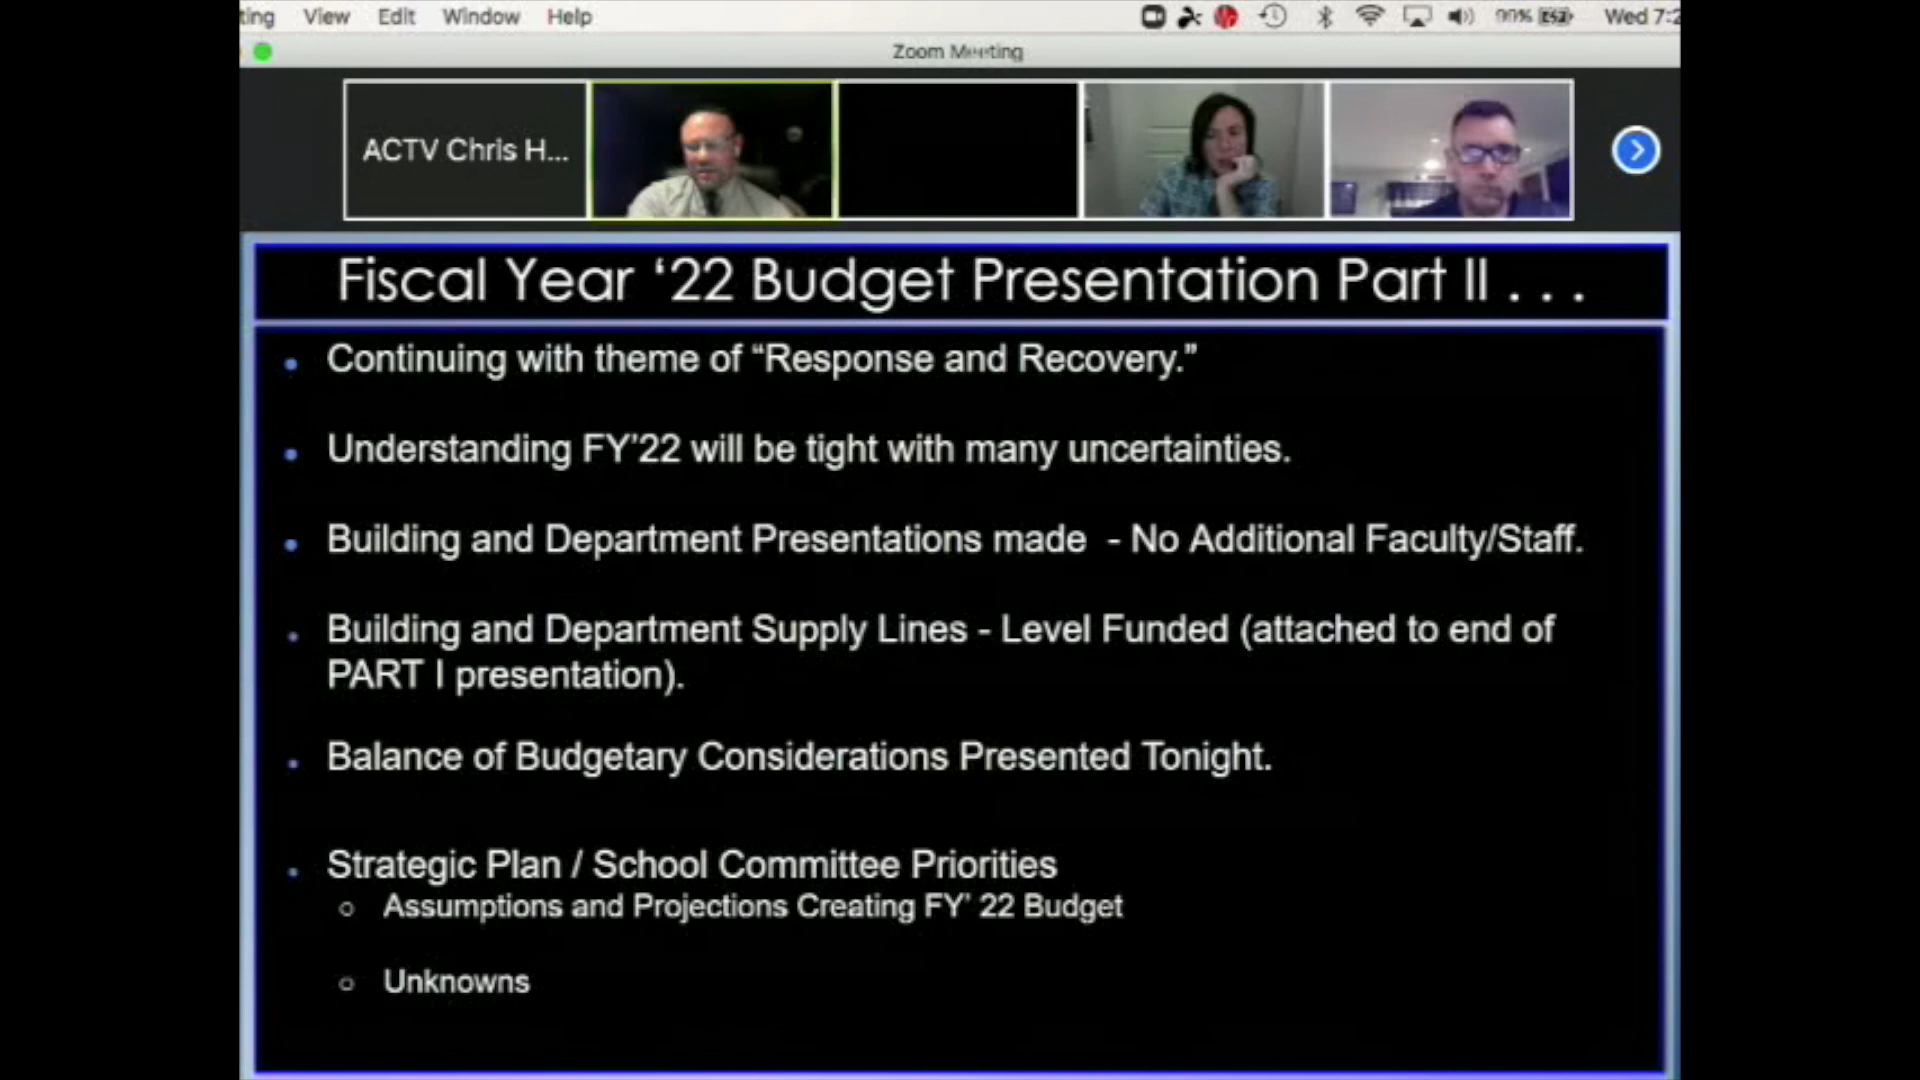 View Edit Window Help
Zoom Meeting
ACTV Chris H...
Fiscal Year ‘22 Budget Presentation Part II . . .
• Continuing with theme of “Response and Recovery.”
• Understanding FY’22 will be tight with many uncertainties.
• Building and Department Presentations made - No Additional Faculty/Staff.
• Building and Department Supply Lines - Level Funded (attached to end of
PART I presentation).
• Balance of Budgetary Considerations Presented Tonight.
• Strategic Plan / School Committee Priorities
○ Assumptions and Projections Creating FY’ 22 Budget
○ Unknowns